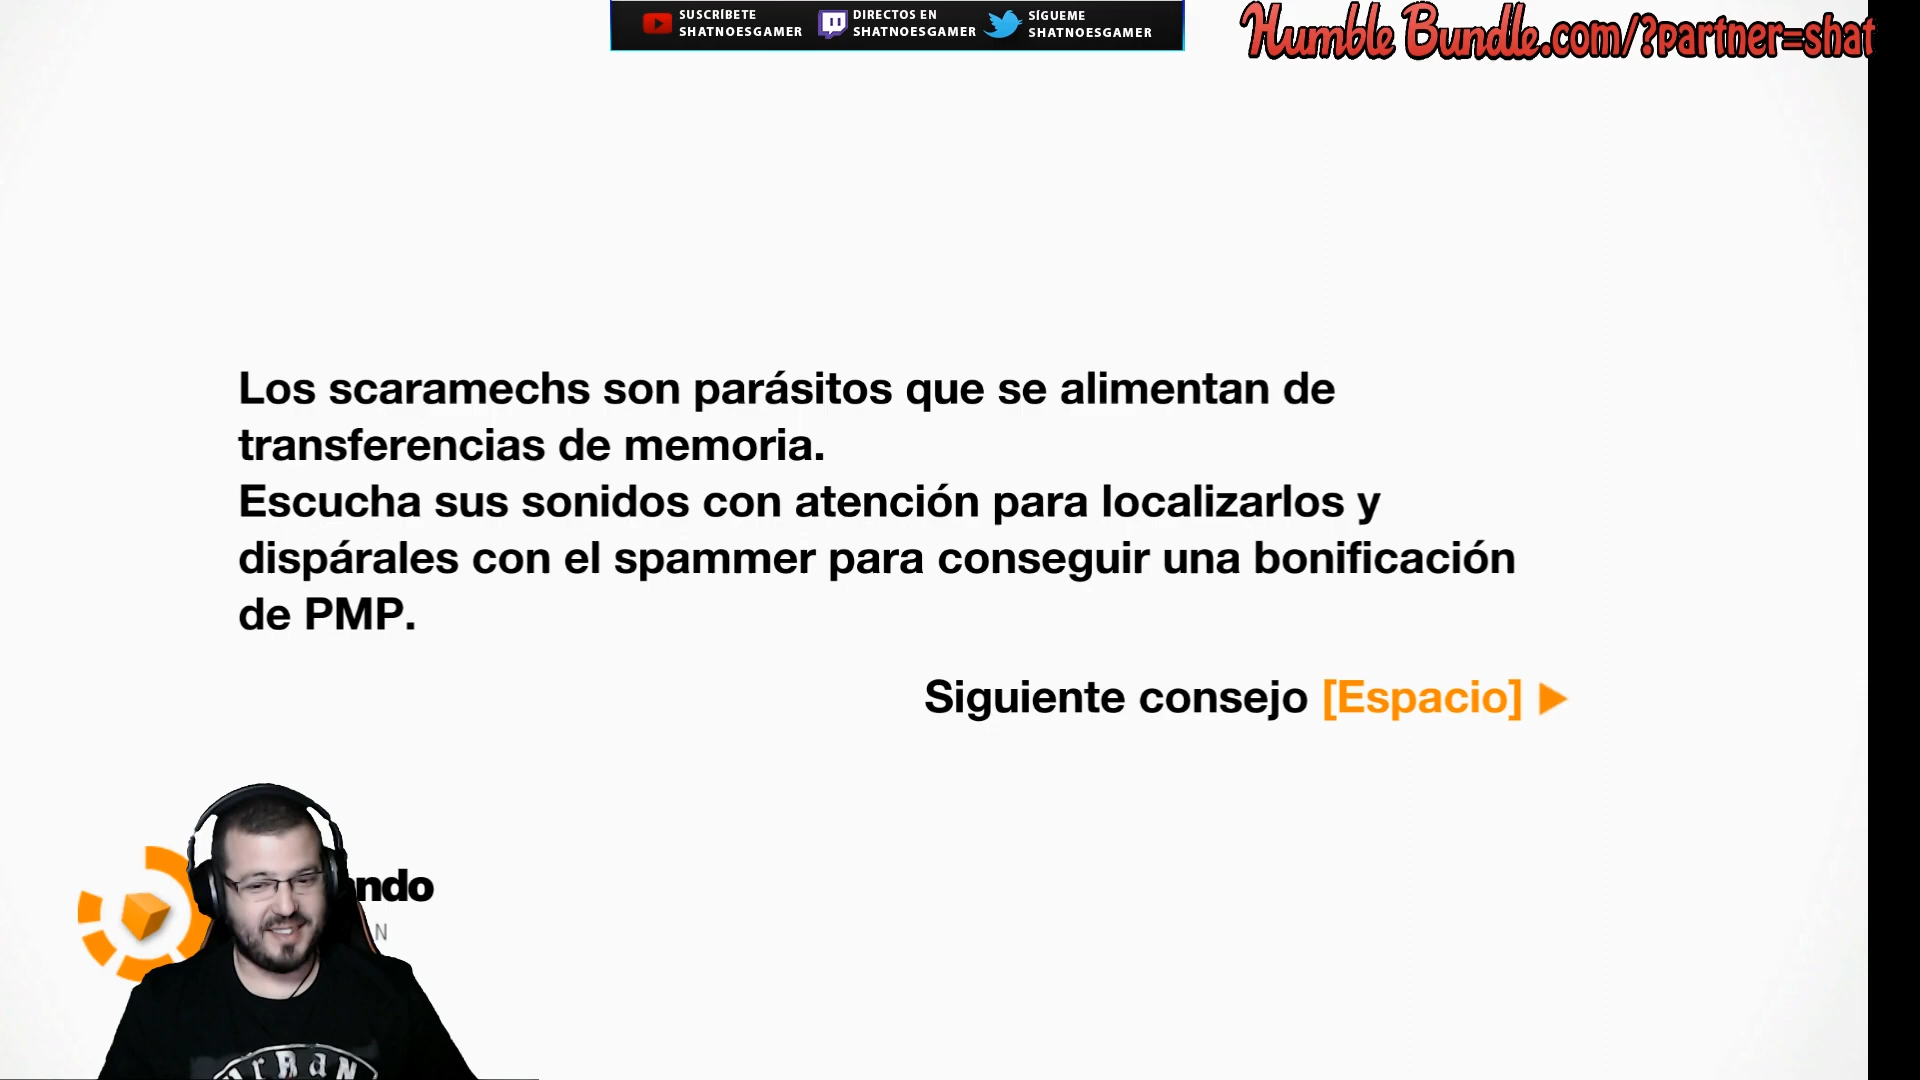 SUSCRÍBETE
SHATNOESGAMER
DIRECTOS EN
SHATNOESGAMER
SÍGUEME
SHATNOESGAMER
Humble Bundle.com/?partner=shat
Los scaramechs son parásitos que se alimentan de
transferencias de memoria.
Escucha sus sonidos con atención para localizarlos y
dispárales con el spammer para conseguir una bonificación
de PMP.
Siguiente consejo [Espacio]
ando
N
URBAN